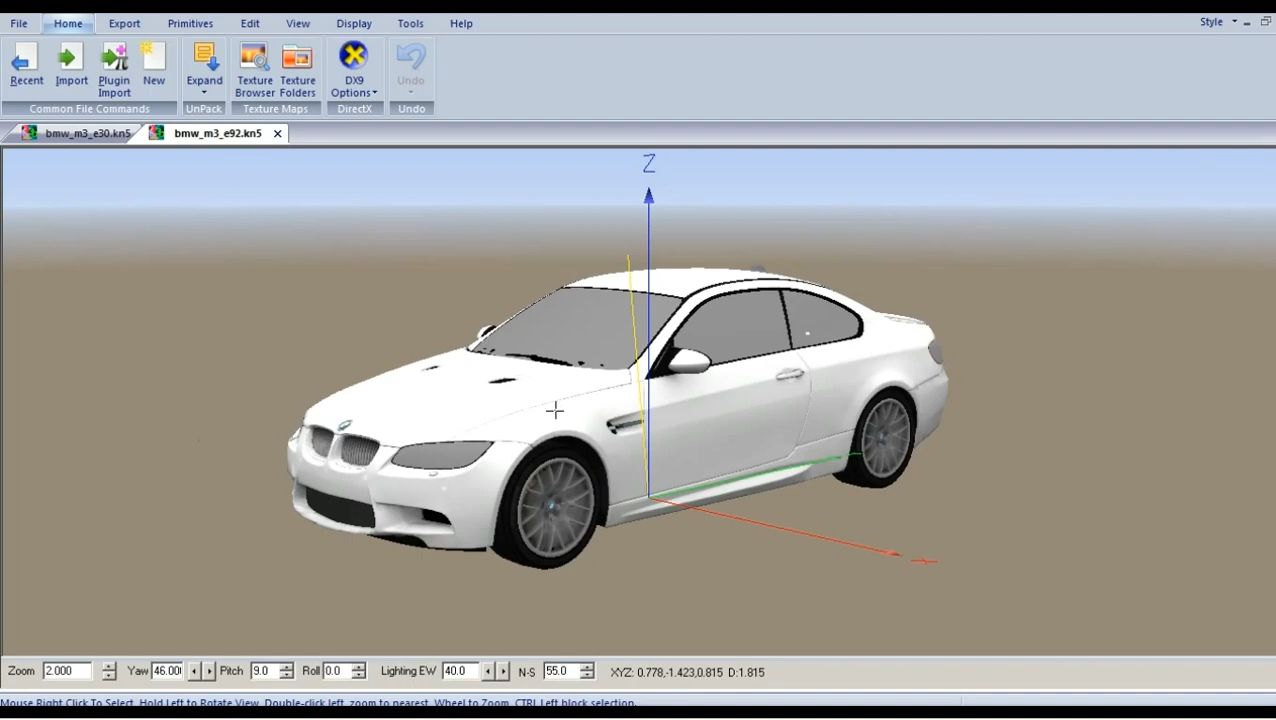 File Home Export Primitives Edit View Display Tools Help Style
Recent Import Plugin Import New Expand Texture Browser Texture Folders DX9 Options Undo
Common File Commands UnPack Texture Maps DirectX Undo
bmw_m3_e30.kn5 bmw_m3_e92.kn5
Z
Zoom 2.000 Yaw 46.00 Pitch 9.0 Roll 0.0 Lighting EW 40.0 N-S 55.0 XYZ: 0.778,-1.423,0.815 D:1.815
Mouse Right Click To Select, Hold Left to Rotate View, Double-click left, zoom to nearest, Wheel to Zoom, CTRL Left block selection.